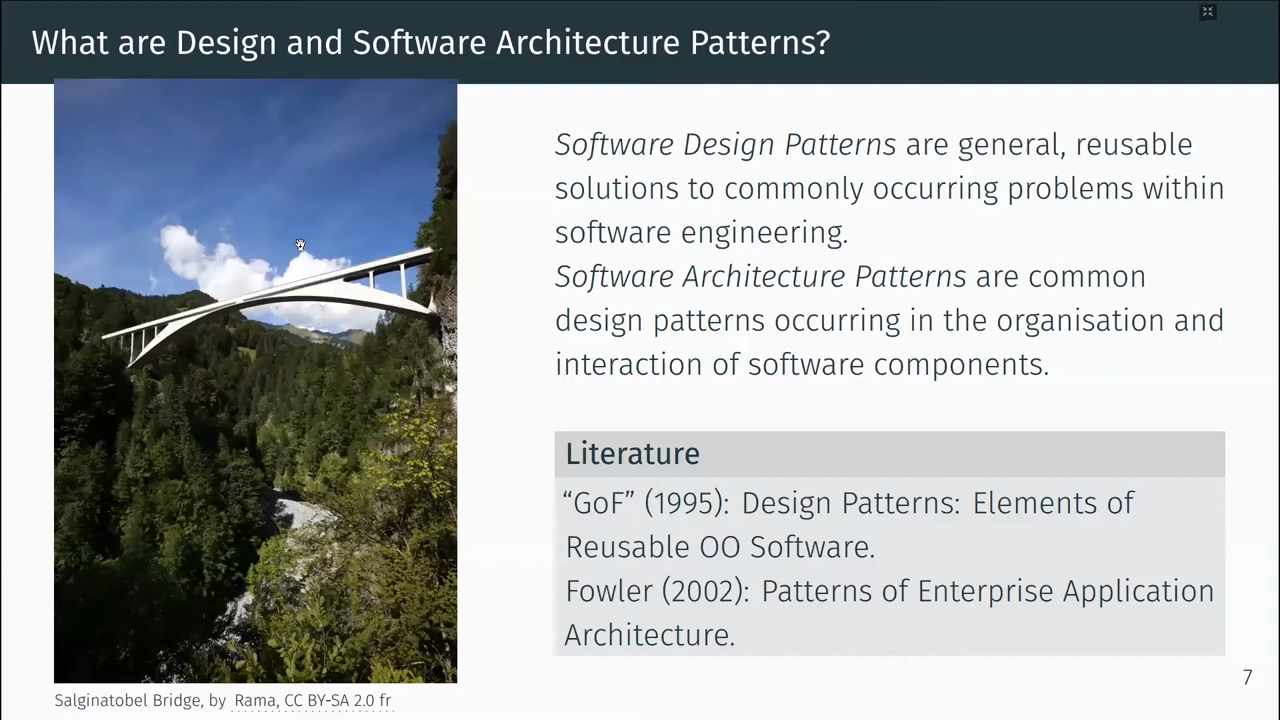 What are Design and Software Architecture Patterns?
Software Design Patterns are general, reusable
solutions to commonly occurring problems within
software engineering.
Software Architecture Patterns are common
design patterns occurring in the organisation and
interaction of software components.
Literature
“GoF” (1995): Design Patterns: Elements of
Reusable OO Software.
Fowler (2002): Patterns of Enterprise Application
Architecture.
Salginatobel Bridge, by Rama, CC BY-SA 2.0 fr
7